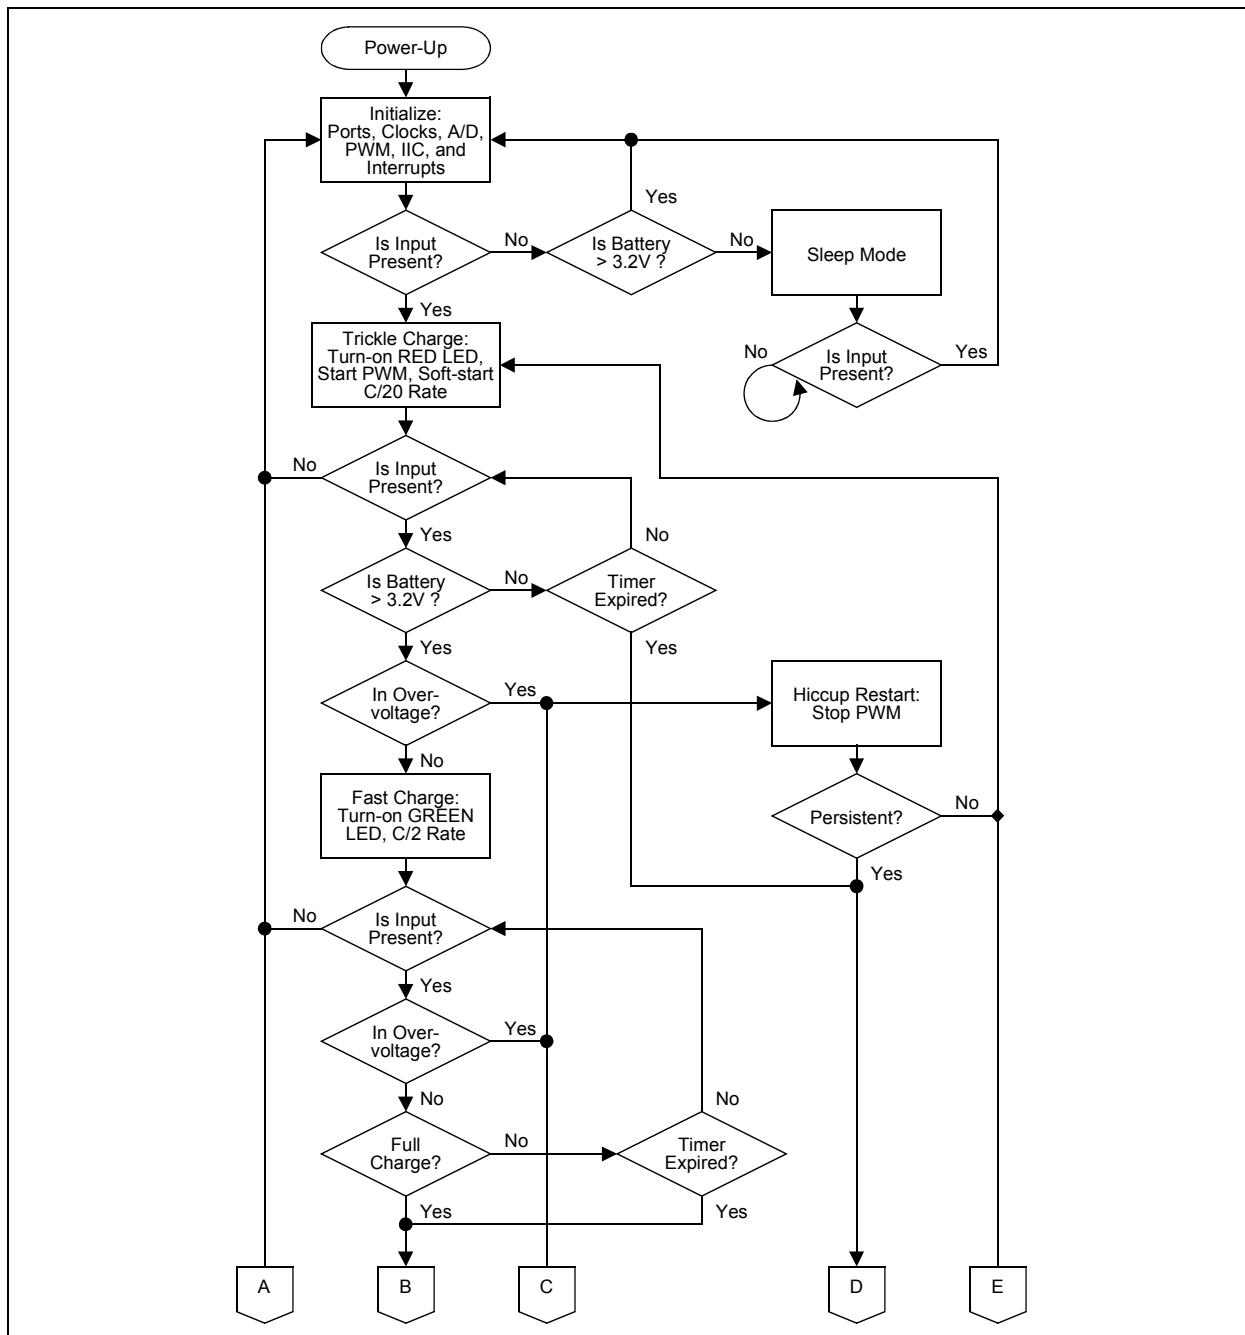 Power-Up
Initialize:
Ports, Clocks, A/D,
PWM, IIC, and
Interrupts
Yes
Is Input
Present?
No
Is Battery
> 3.2V ?
No
Sleep Mode
Yes
Trickle Charge:
Turn-on RED LED,
Start PWM, Soft-start
C/20 Rate
No
Is Input
Present?
Yes
No
Is Input
Present?
Yes
No
Is Battery
> 3.2V ?
No
Timer
Expired?
Yes
Yes
In Over-
voltage?
Yes
Hiccup Restart:
Stop PWM
No
Fast Charge:
Turn-on GREEN
LED, C/2 Rate
Persistent?
No
Yes
No
Is Input
Present?
Yes
In Over-
voltage?
Yes
No
No
Full
Charge?
No
Timer
Expired?
Yes
Yes
A
B
C
D
E